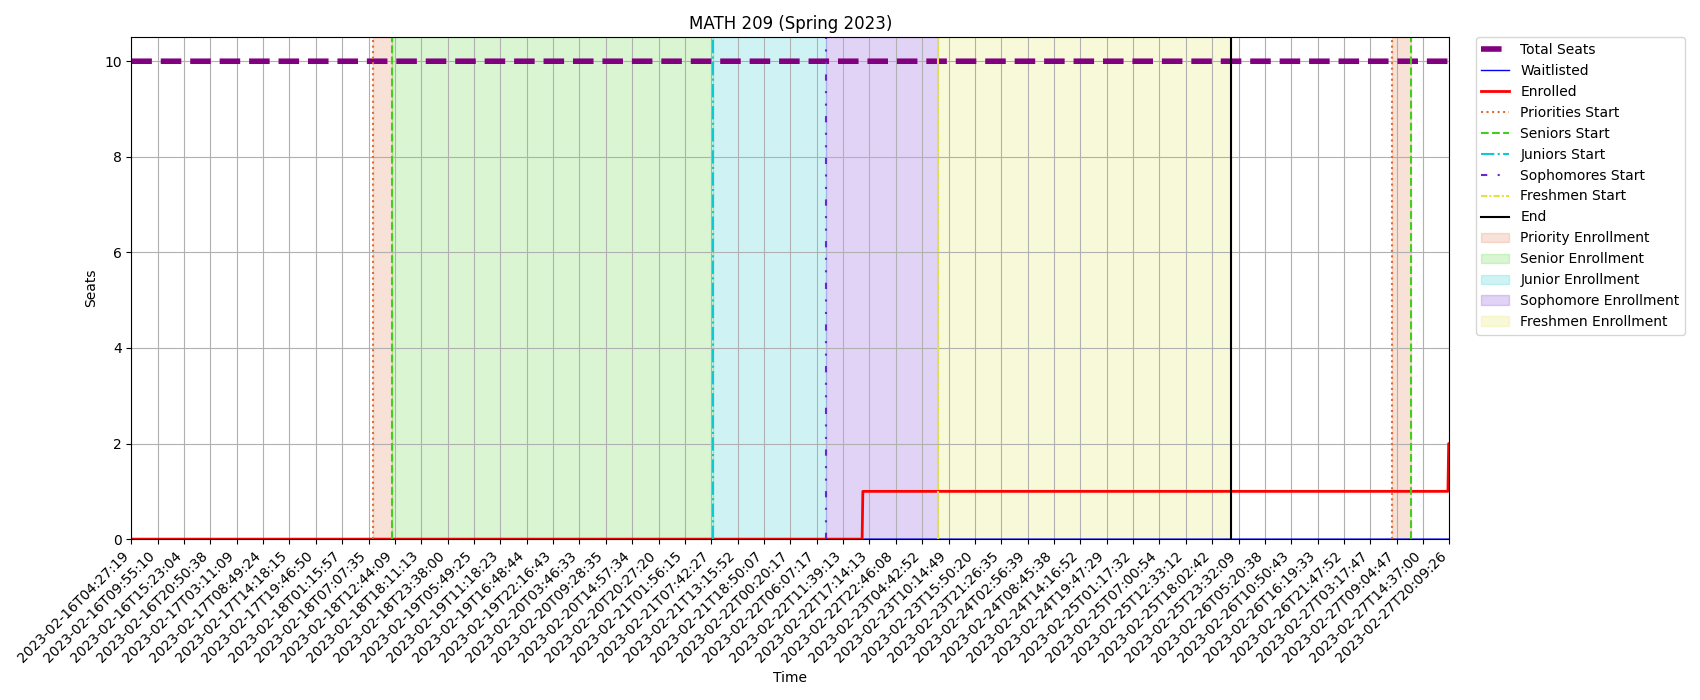 MATH 209 (Spring 2023)
Total Seats
Waitlisted
Enrolled
Priorities Start
Seniors Start
Juniors Start
Sophomores Start
Freshmen Start
End
Priority Enrollment
Senior Enrollment
Junior Enrollment
Sophomore Enrollment
Freshmen Enrollment
Seats
10
8
6
4
2
0
2023-02-16T04:27:19
2023-02-16T09:55:10
2023-02-16T15:23:04
2023-02-16T20:50:38
2023-02-17T03:11:09
2023-02-17T08:49:24
2023-02-17T14:18:15
2023-02-17T19:46:50
2023-02-18T01:15:57
2023-02-18T07:07:35
2023-02-18T12:44:09
2023-02-18T18:11:13
2023-02-18T23:38:00
2023-02-19T05:49:25
2023-02-19T11:18:23
2023-02-19T16:48:44
2023-02-19T22:16:43
2023-02-20T03:46:33
2023-02-20T09:28:35
2023-02-20T14:57:34
2023-02-20T20:27:20
2023-02-21T01:56:15
2023-02-21T07:42:27
2023-02-21T13:15:52
2023-02-21T18:50:07
2023-02-22T00:20:17
2023-02-22T06:07:17
2023-02-22T11:39:13
2023-02-22T17:14:13
2023-02-22T22:46:08
2023-02-23T04:42:52
2023-02-23T10:14:49
2023-02-23T15:50:20
2023-02-23T21:26:35
2023-02-24T02:56:39
2023-02-24T08:45:38
2023-02-24T14:16:52
2023-02-24T19:47:29
2023-02-25T01:17:32
2023-02-25T07:00:54
2023-02-25T12:33:12
2023-02-25T18:02:42
2023-02-25T23:32:09
2023-02-26T05:20:38
2023-02-26T10:50:43
2023-02-26T16:19:33
2023-02-26T21:47:52
2023-02-27T03:17:47
2023-02-27T09:04:47
2023-02-27T14:37:00
2023-02-27T20:09:26
Time